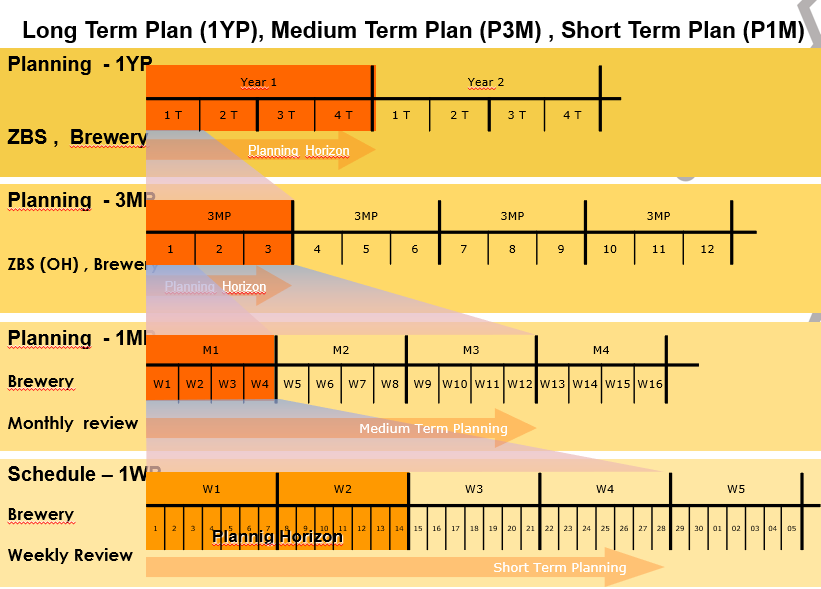 Long Term Plan (1YP), Medium Term Plan (P3M) , Short Term Plan (P1M)
Planning - 1YP
Year 1 Year 2
1 T 2 T 3 T 4 T 1 T 2 T 3 T 4 T
ZBS , Brewery
Planning Horizon
Planning - 3MP
3MP 3MP 3MP 3MP
1 2 3 4 5 6 7 8 9 10 11 12
ZBS (OH) , Brewery
Planning Horizon
Planning - 1MP
M1 M2 M3 M4
Brewery
W1 W2 W3 W4 W5 W6 W7 W8 W9 W10 W11 W12 W13 W14 W15 W16
Monthly review
Medium Term Planning
Schedule – 1WP
W1 W2 W3 W4 W5
Brewery
1 2 3 4 5 6 7 8 9 10 11 12 13 14 15 16 17 18 19 20 21 22 23 24 25 26 27 28 29 30 01 02 03 04 05
Plannig Horizon
Weekly Review
Short Term Planning